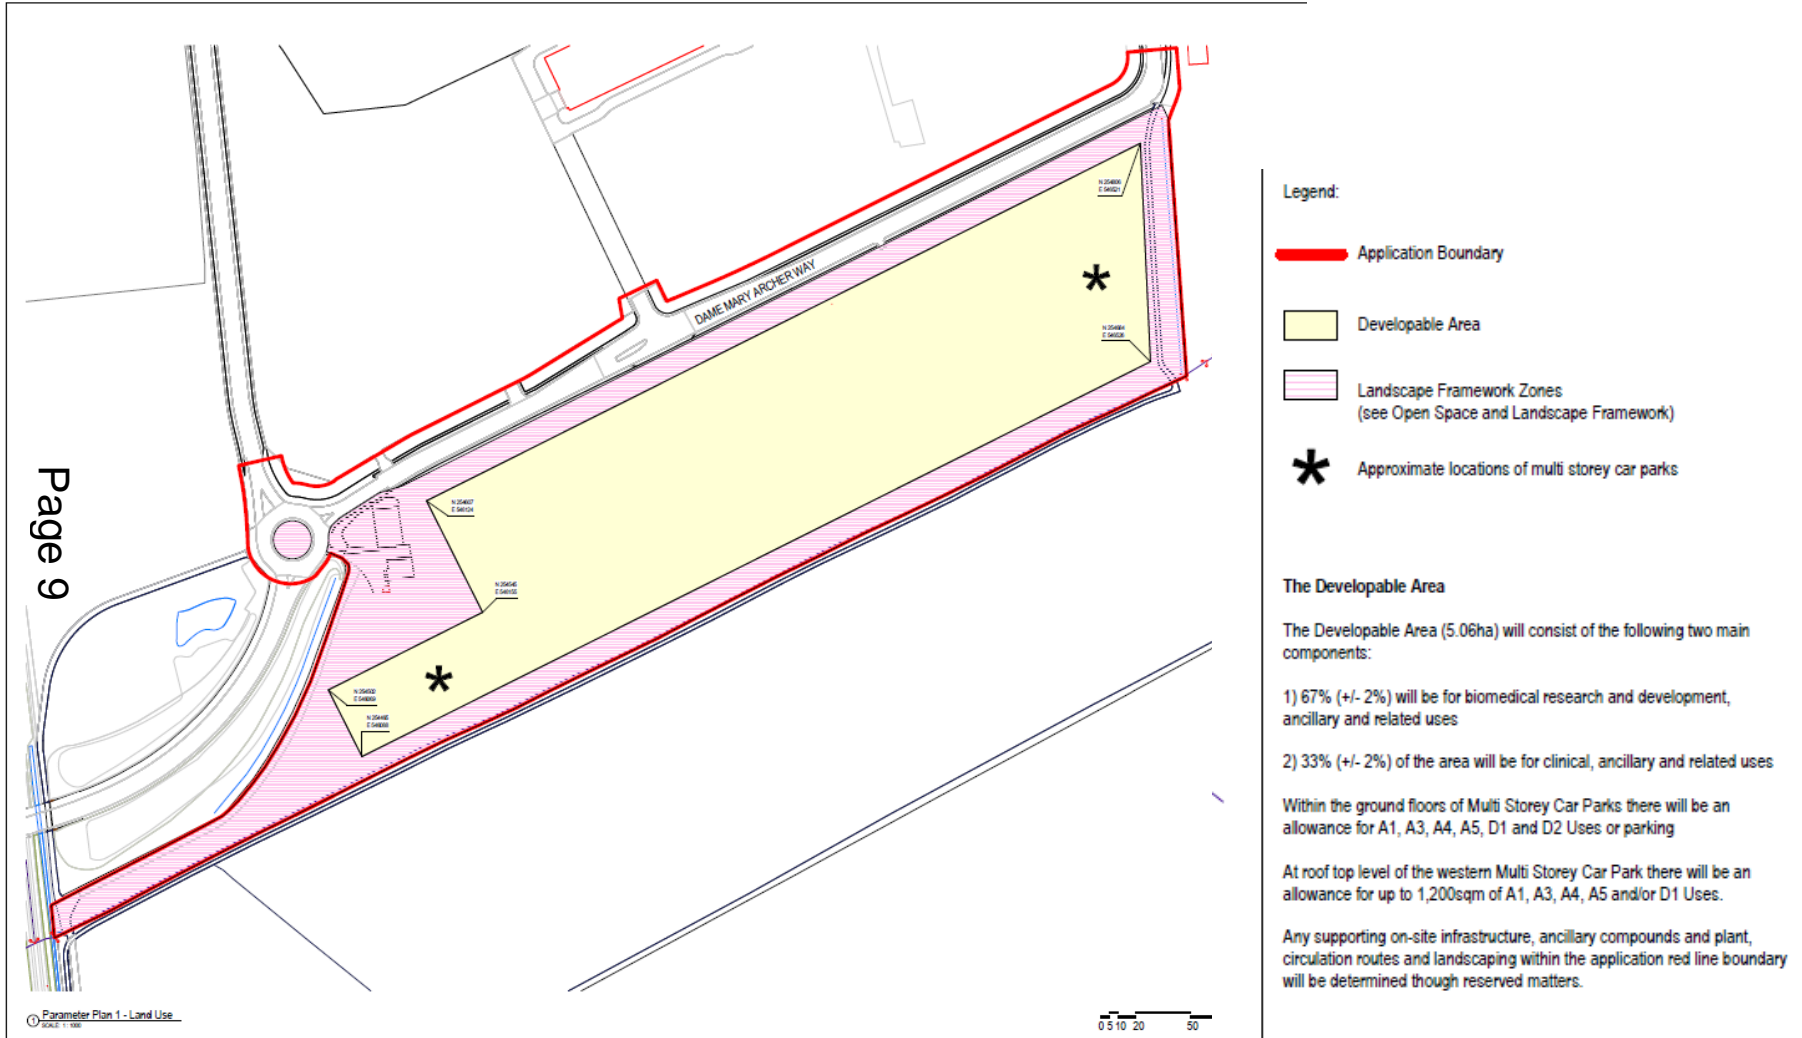 Page 9
DAME MARY ARCHER WAY
1 Parameter Plan 1 - Land Use
SCALE: 1:1000
0 5 10 20 50
Legend:
Application Boundary
Developable Area
Landscape Framework Zones
(see Open Space and Landscape Framework)
Approximate locations of multi storey car parks
The Developable Area
The Developable Area (5.06ha) will consist of the following two main
components:
1) 67% (+/- 2%) will be for biomedical research and development,
ancillary and related uses
2) 33% (+/- 2%) of the area will be for clinical, ancillary and related uses
Within the ground floors of Multi Storey Car Parks there will be an
allowance for A1, A3, A4, A5, D1 and D2 Uses or parking
At roof top level of the western Multi Storey Car Park there will be an
allowance for up to 1,200sqm of A1, A3, A4, A5 and/or D1 Uses.
Any supporting on-site infrastructure, ancillary compounds and plant,
circulation routes and landscaping within the application red line boundary
will be determined though reserved matters.